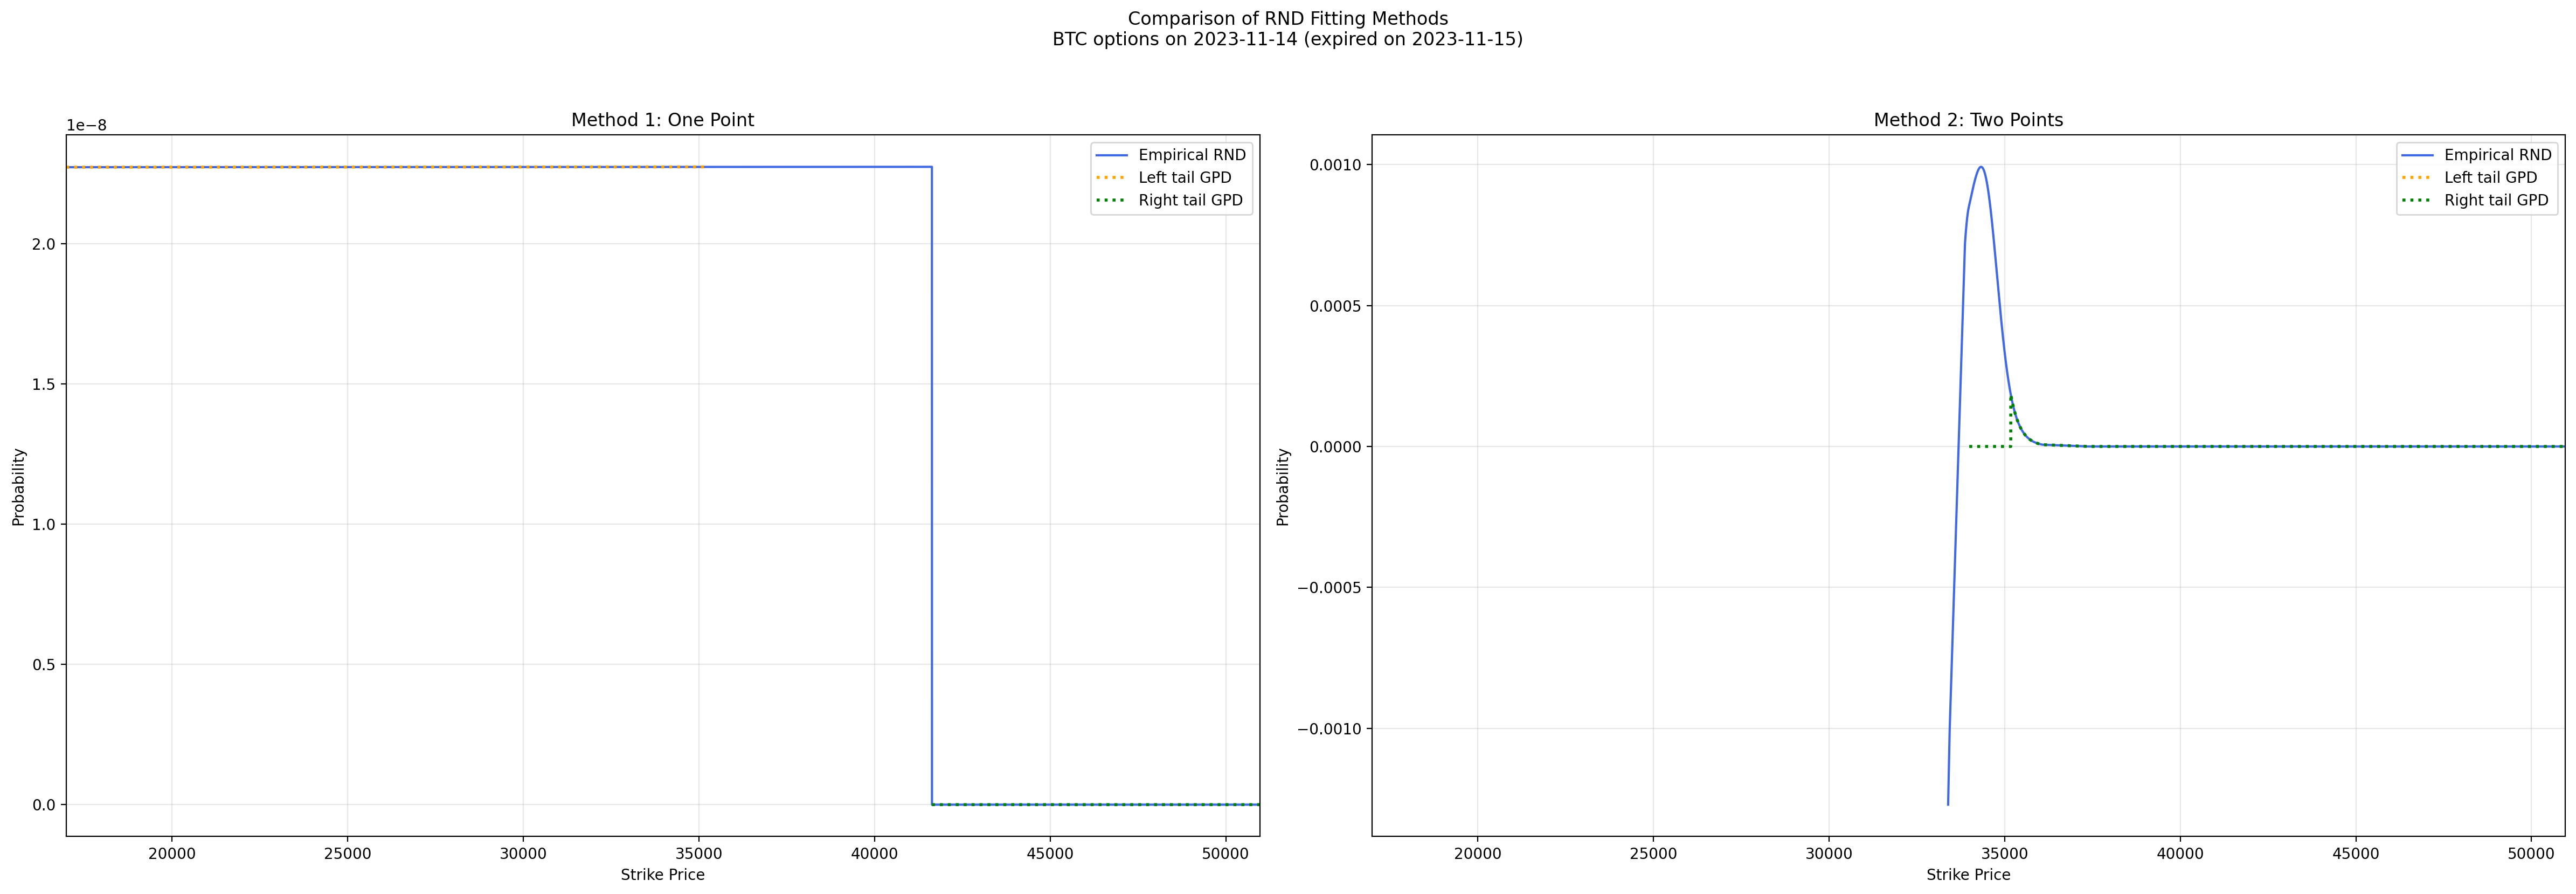 Comparison of RND Fitting Methods
BTC options on 2023-11-14 (expired on 2023-11-15)
Method 1: One Point
1e−8
Empirical RND
Left tail GPD
Right tail GPD
2.0
1.5
1.0
0.5
0.0
Probability
20000 25000 30000 35000 40000 45000 50000
Strike Price
Method 2: Two Points
Empirical RND
Left tail GPD
Right tail GPD
0.0010
0.0005
0.0000
−0.0005
−0.0010
Probability
20000 25000 30000 35000 40000 45000 50000
Strike Price